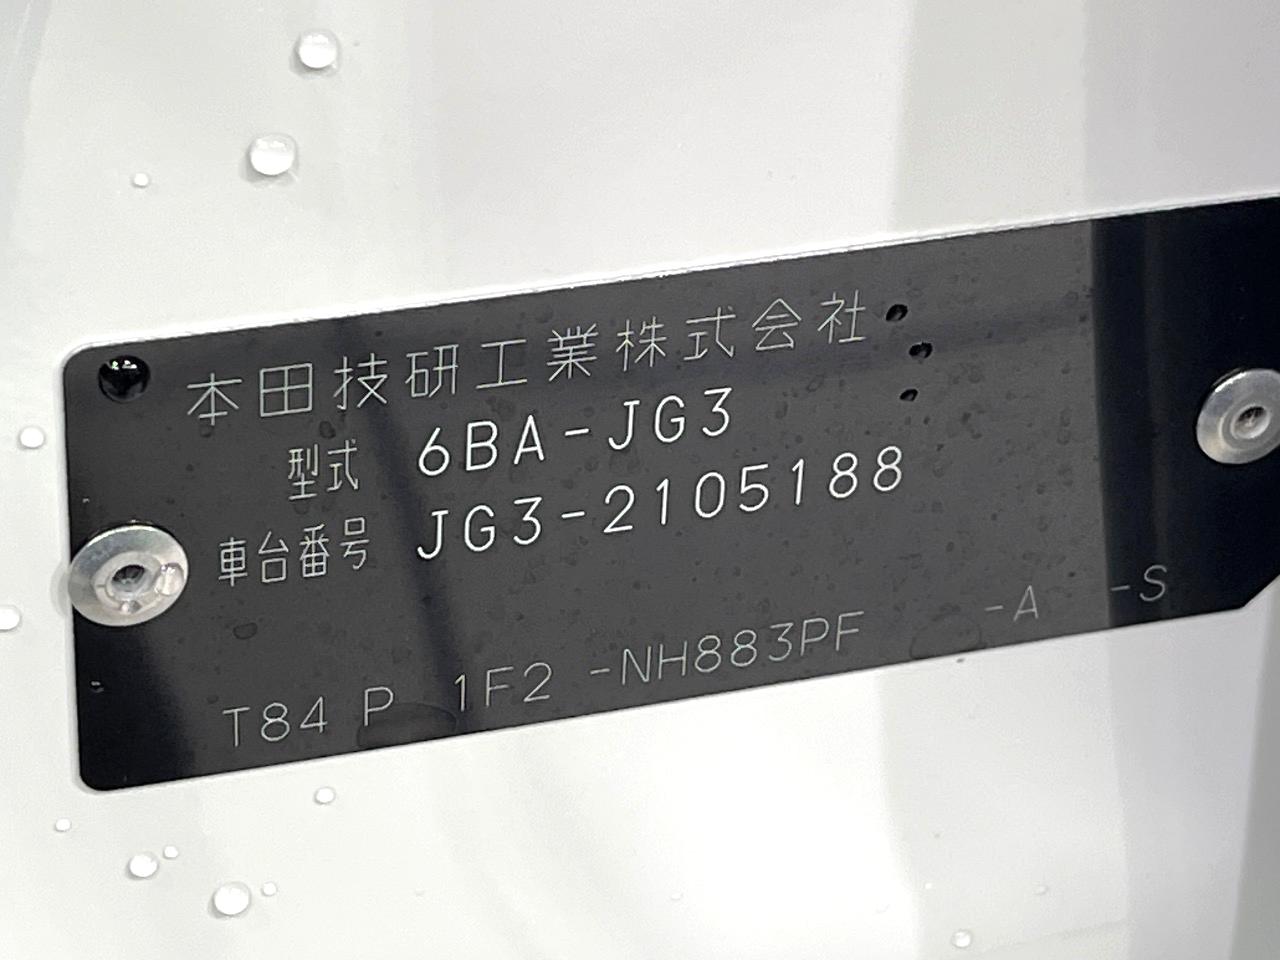 本田技研工業株式会社
型式 6BA-JG3
車台番号 JG3-2105188
T84 P 1F2 -NH883PF -A -S